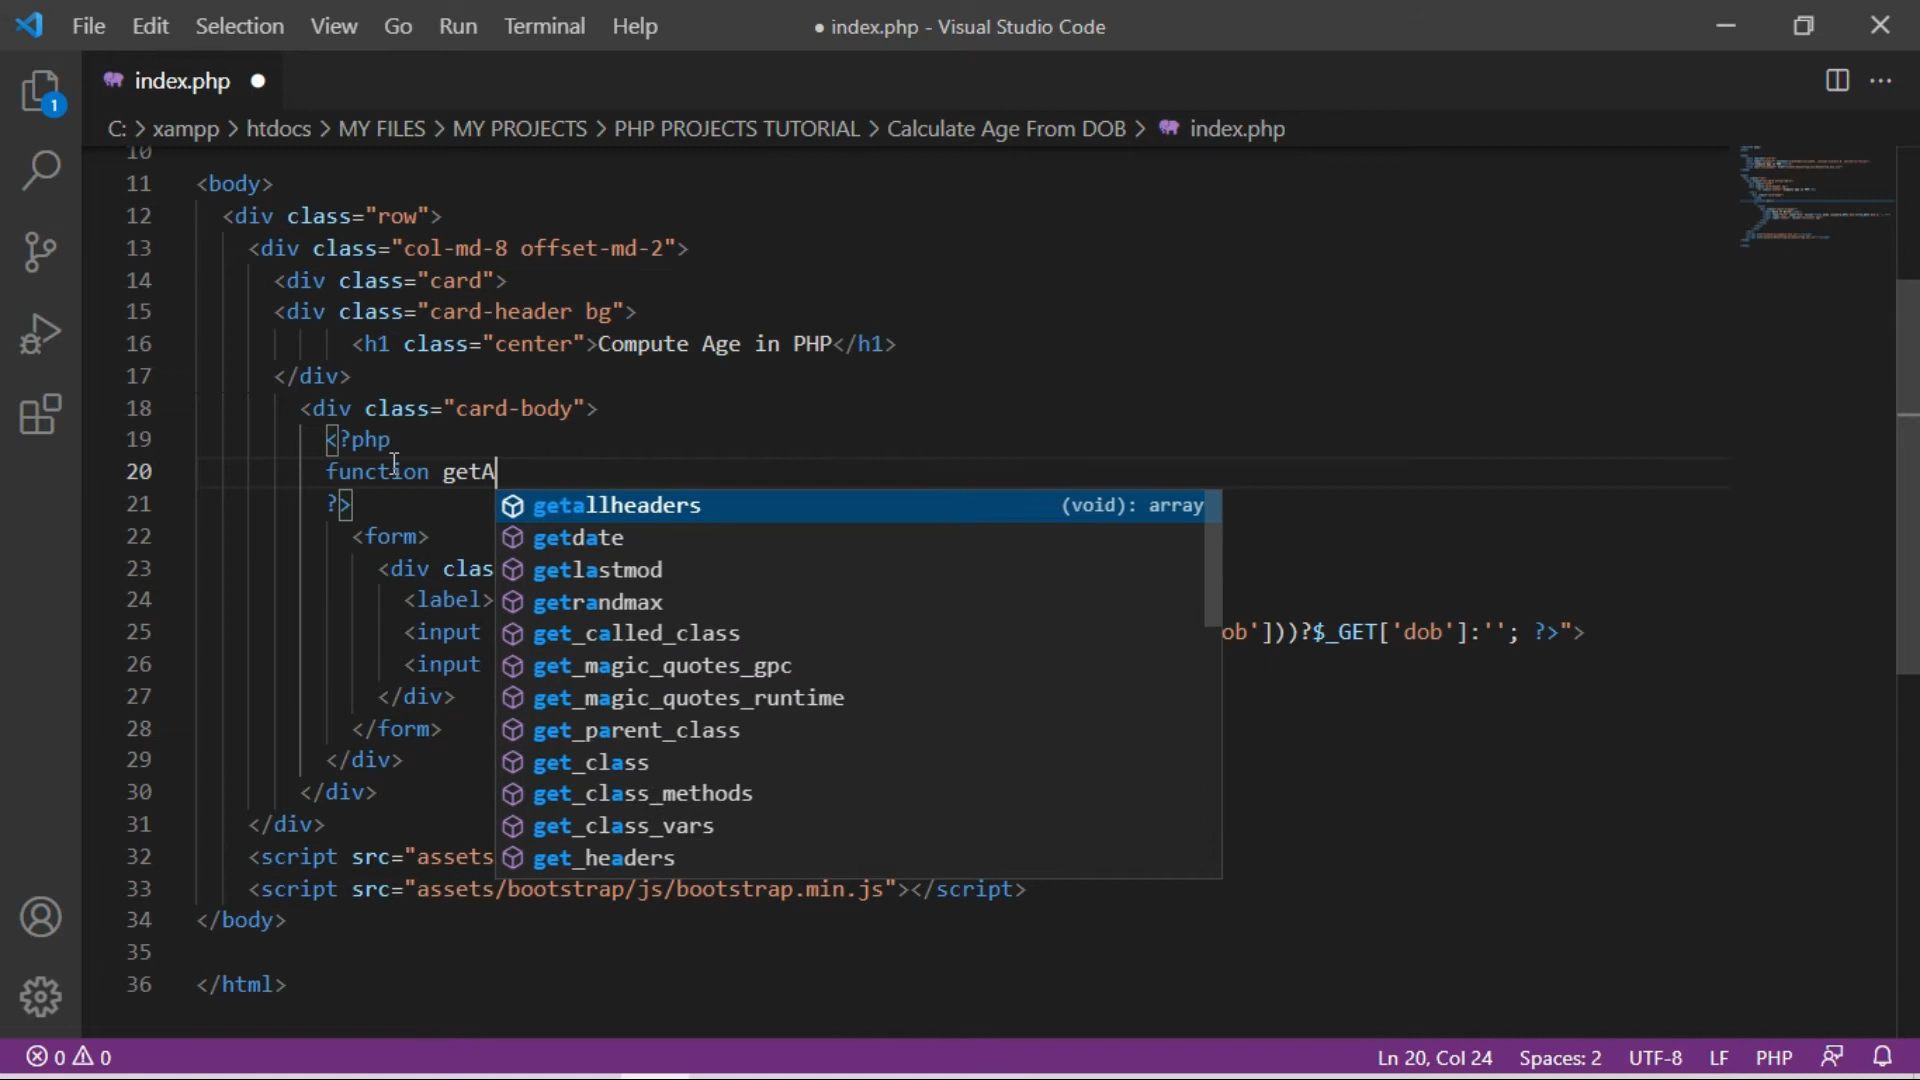 File Edit Selection View Go Run Terminal Help ● index.php - Visual Studio Code
index.php ●
1
C: > xampp > htdocs > MY FILES > MY PROJECTS > PHP PROJECTS TUTORIAL > Calculate Age From DOB > index.php
10
11 <body>
12 <div class="row">
13 <div class="col-md-8 offset-md-2">
14 <div class="card">
15 <div class="card-header bg">
16 <h1 class="center">Compute Age in PHP</h1>
17 </div>
18 <div class="card-body">
19 <?php
20 function getA
21 ?>
getallheaders (void): array
22 <form>
getdate
23 <div clas
getlastmod
24 <label>
getrandmax
25 <input
get_called_class
ob']))?$_GET['dob']:''; ?>">
26 <input
get_magic_quotes_gpc
27 </div>
get_magic_quotes_runtime
28 </form>
get_parent_class
29 </div>
get_class
30 </div>
get_class_methods
31 </div>
get_class_vars
32 <script src="assets
get_headers
33 <script src="assets/bootstrap/js/bootstrap.min.js"></script>
34 </body>
35
36 </html>
0 0 Ln 20, Col 24 Spaces: 2 UTF-8 LF PHP